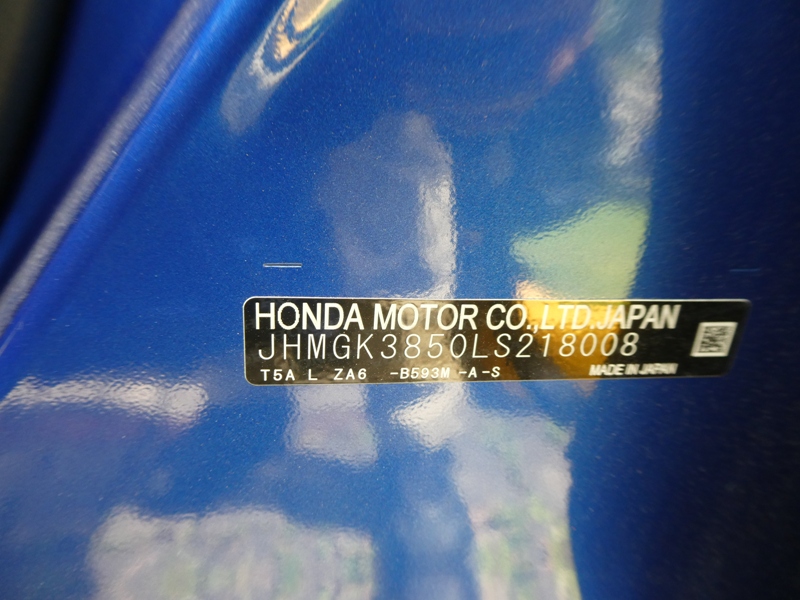 HONDA MOTOR CO.,LTD.JAPAN
JHMGK3850LS218008
T5A L ZA6 -B593M -A-S
MADE IN JAPAN